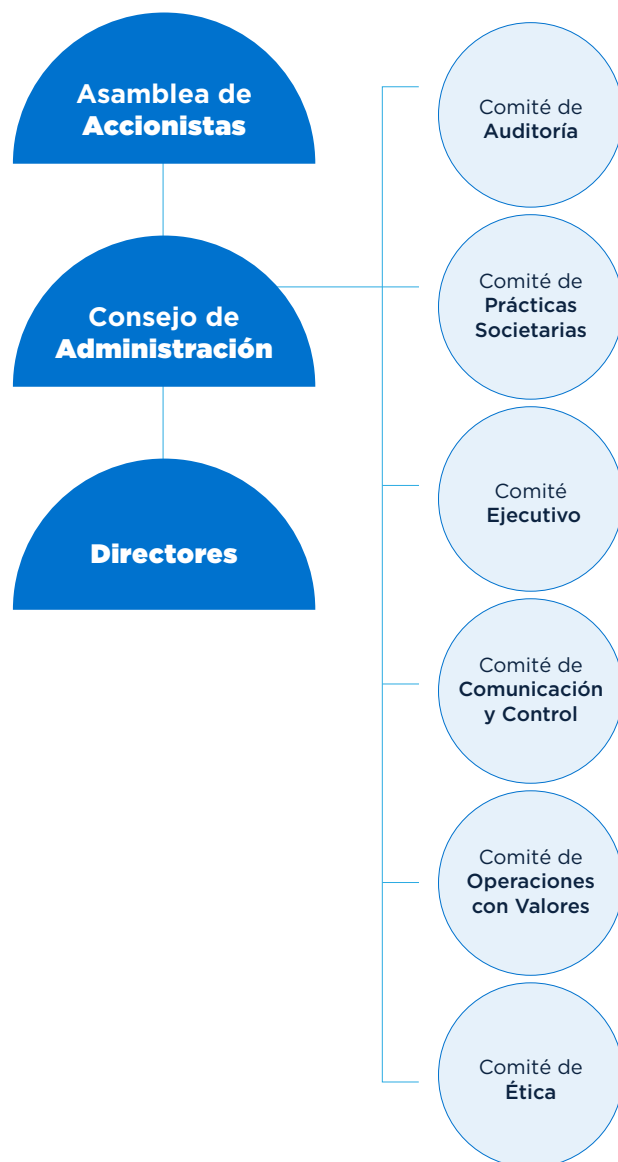 Asamblea de
Accionistas
Consejo de
Administración
Directores
Comité de
Auditoría
Comité de
Prácticas
Societarias
Comité
Ejecutivo
Comité de
Comunicación
y Control
Comité de
Operaciones
con Valores
Comité de
Ética